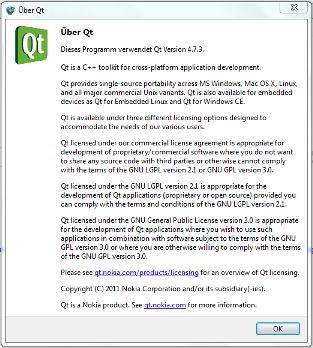 Über Qt
Qt
Über Qt
Dieses Programm verwendet Qt Version 4.7.3.
Qt is a C++ toolkit for cross-platform application development.
Qt provides single-source portability across MS Windows, Mac OS X, Linux,
and all major commercial Unix variants. Qt is also available for embedded
devices as Qt for Embedded Linux and Qt for Windows CE.
Qt is available under three different licensing options designed to
accommodate the needs of our various users.
Qt licensed under our commercial license agreement is appropriate for
development of proprietary/commercial software where you do not want
to share any source code with third parties or otherwise cannot comply
with the terms of the GNU LGPL version 2.1 or GNU GPL version 3.0.
Qt licensed under the GNU LGPL version 2.1 is appropriate for the
development of Qt applications (proprietary or open source) provided you
can comply with the terms and conditions of the GNU LGPL version 2.1.
Qt licensed under the GNU General Public License version 3.0 is appropriate
for the development of Qt applications where you wish to use such
applications in combination with software subject to the terms of the GNU
GPL version 3.0 or where you are otherwise willing to comply with the terms
of the GNU GPL version 3.0.
Please see qt.nokia.com/products/licensing for an overview of Qt licensing.
Copyright (C) 2011 Nokia Corporation and/or its subsidiary(-ies).
Qt is a Nokia product. See qt.nokia.com for more information.
OK